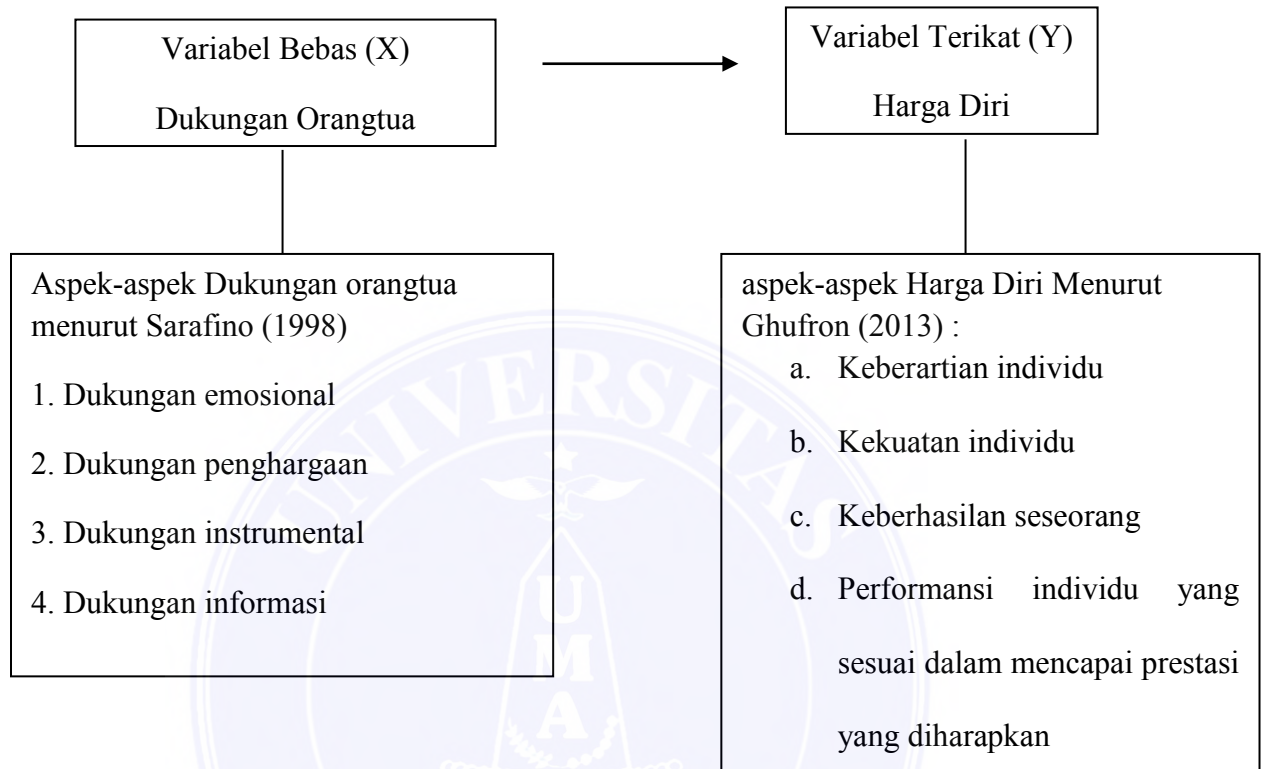 Variabel Bebas (X)
Dukungan Orangtua
Variabel Terikat (Y)
Harga Diri
Aspek-aspek Dukungan orangtua
menurut Sarafino (1998)
1. Dukungan emosional
2. Dukungan penghargaan
3. Dukungan instrumental
4. Dukungan informasi
aspek-aspek Harga Diri Menurut
Ghufron (2013) :
a. Keberartian individu
b. Kekuatan individu
c. Keberhasilan seseorang
d. Performansi individu yang
sesuai dalam mencapai prestasi
yang diharapkan
UNIVERSITAS
U
M
A